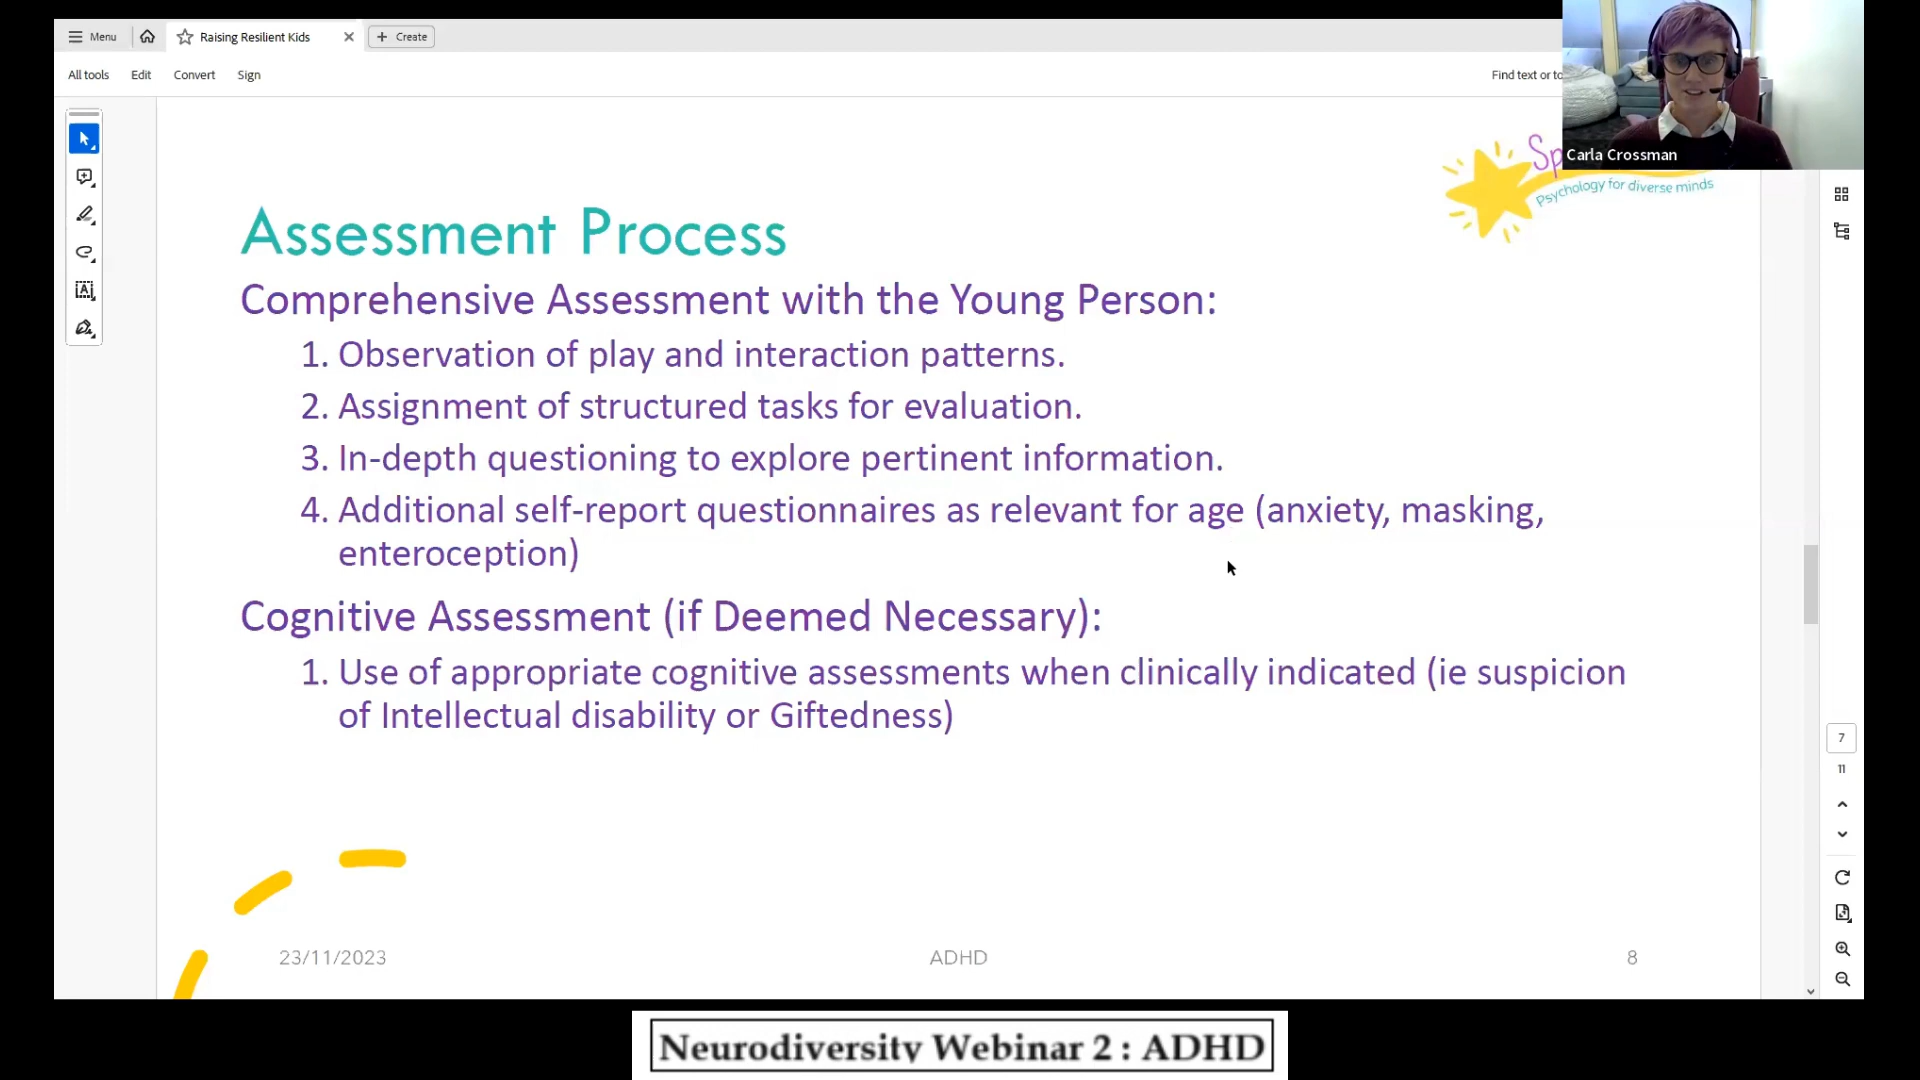 Menu
Raising Resilient Kids
Create
All tools
Edit
Convert
Sign
Find text or to
Carla Crossman
Sp
Psychology for diverse minds
Assessment Process
Comprehensive Assessment with the Young Person:
1. Observation of play and interaction patterns.
2. Assignment of structured tasks for evaluation.
3. In-depth questioning to explore pertinent information.
4. Additional self-report questionnaires as relevant for age (anxiety, masking,
enteroception)
Cognitive Assessment (if Deemed Necessary):
1. Use of appropriate cognitive assessments when clinically indicated (ie suspicion
of Intellectual disability or Giftedness)
7
11
23/11/2023
ADHD
8
Neurodiversity Webinar 2 : ADHD